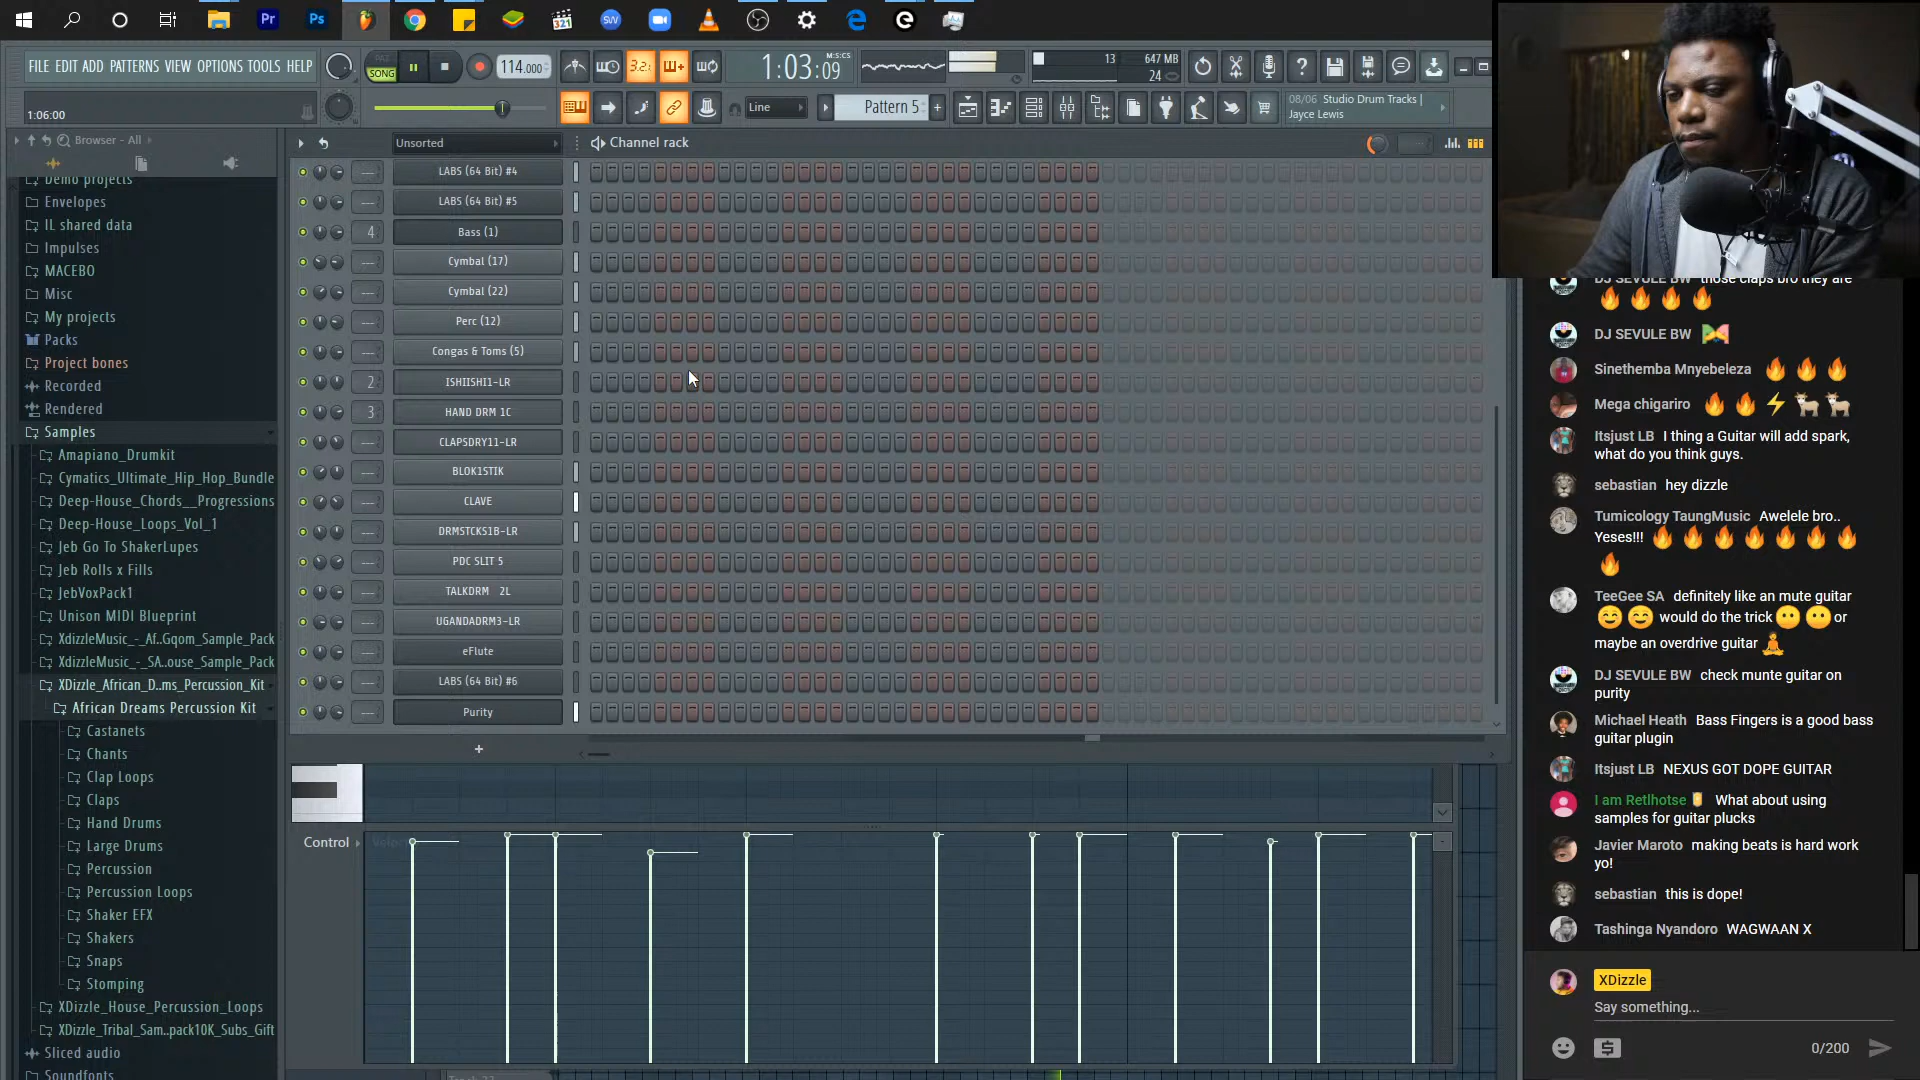 FILE EDIT ADD PATTERNS VIEW OPTIONS TOOLS HELP
SONG
114.000
3.2:
M:S:CS
1:03:09
13
647 MB
24
1:06:00
Line
Pattern 5
08/06 Studio Drum Tracks |
Jayce Lewis
Browser - All
Unsorted
Channel rack
Demo projects
Envelopes
IL shared data
Impulses
MACEBO
Misc
My projects
Packs
Project bones
Recorded
Rendered
Samples
Amapiano_Drumkit
Cymatics_Ultimate_Hip_Hop_Bundle
Deep-House_Chords__Progressions
Deep-House_Loops_Vol_1
Jeb Go To ShakerLupes
Jeb Rolls x Fills
JebVoxPack1
Unison MIDI Blueprint
XdizzleMusic_-_Af..Gqom_Sample_Pack
XdizzleMusic_-_SA..ouse_Sample_Pack
XDizzle_African_D..ms_Percussion_Kit
African Dreams Percussion Kit
Castanets
Chants
Clap Loops
Claps
Hand Drums
Large Drums
Percussion
Percussion Loops
Shaker EFX
Shakers
Snaps
Stomping
XDizzle_House_Percussion_Loops
XDizzle_Tribal_Sam..pack10K_Subs_Gift
Sliced audio
Soundfonts
LABS (64 Bit) #4
LABS (64 Bit) #5
4 Bass (1)
Cymbal (17)
Cymbal (22)
Perc (12)
Congas & Toms (5)
2 ISHIISHI1-LR
3 HAND DRM 1C
CLAPSDRY11-LR
BLOK1STIK
CLAVE
DRMSTCKS1B-LR
PDC SLIT 5
TALKDRM 2L
UGANDADRM3-LR
eFlute
LABS (64 Bit) #6
Purity
+
Control
DJ SEVULE BW those claps bro they are
🔥 🔥 🔥 🔥
DJ SEVULE BW
Sinethemba Mnyebeleza 🔥 🔥 🔥
Mega chigariro 🔥 🔥 ⚡ 🐐 🐐
Itsjust LB I thing a Guitar will add spark,
what do you think guys.
sebastian hey dizzle
Tumicology TaungMusic Awelele bro..
Yeses!!! 🔥 🔥 🔥 🔥 🔥 🔥
🔥
TeeGee SA definitely like an mute guitar
😊 😊 would do the trick 😶 😶 or
maybe an overdrive guitar 🧘
DJ SEVULE BW check munte guitar on
purity
Michael Heath Bass Fingers is a good bass
guitar plugin
Itsjust LB NEXUS GOT DOPE GUITAR
I am Retlhotse What about using
samples for guitar plucks
Javier Maroto making beats is hard work
yo!
sebastian this is dope!
Tashinga Nyandoro WAGWAAN X
XDizzle
Say something...
0/200